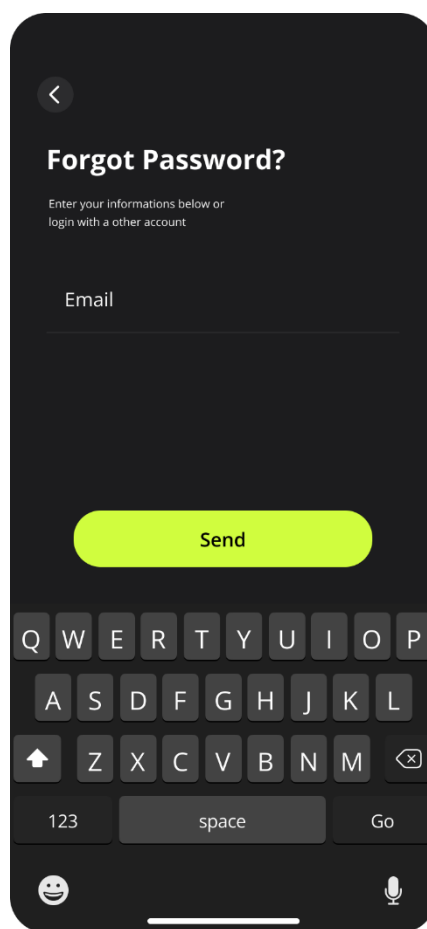 Forgot Password?
Enter your informations below or
login with a other account
Email
Send
Q W E R T Y U I O P
A S D F G H J K L
Z X C V B N M
123 space Go